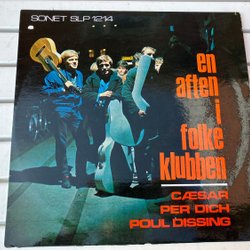 SONET SLP 1214
en
aften
i
folke
klubben
CÆSAR
PER DICH
POUL DISSING